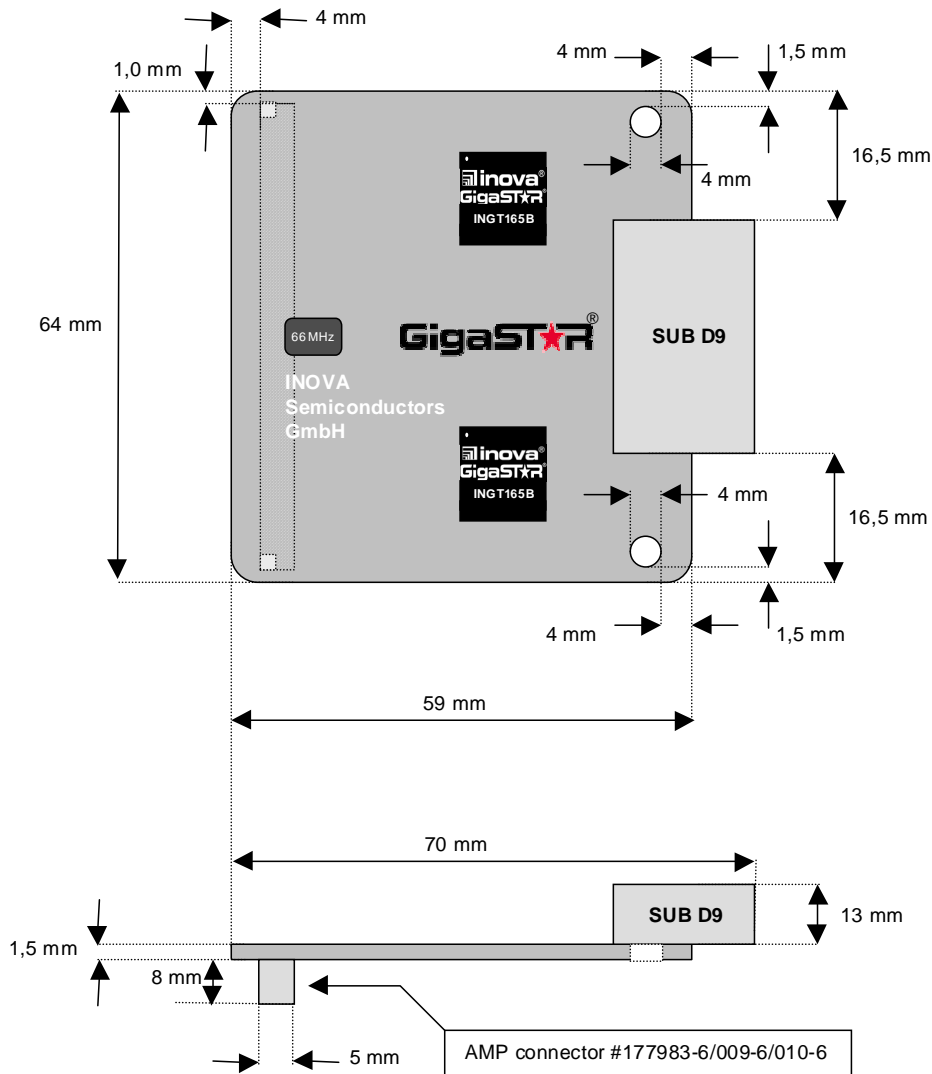 4 mm
4 mm
1,5 mm
1,0 mm
16,5 mm
4 mm
inova®
GigaSTAR®
INGT165B
64 mm
66 MHz
GigaSTAR®
SUB D9
INOVA
Semiconductors
GmbH
inova®
GigaSTAR®
INGT165B
4 mm
16,5 mm
4 mm
1,5 mm
59 mm
70 mm
SUB D9
13 mm
1,5 mm
8 mm
5 mm
AMP connector #177983-6/009-6/010-6